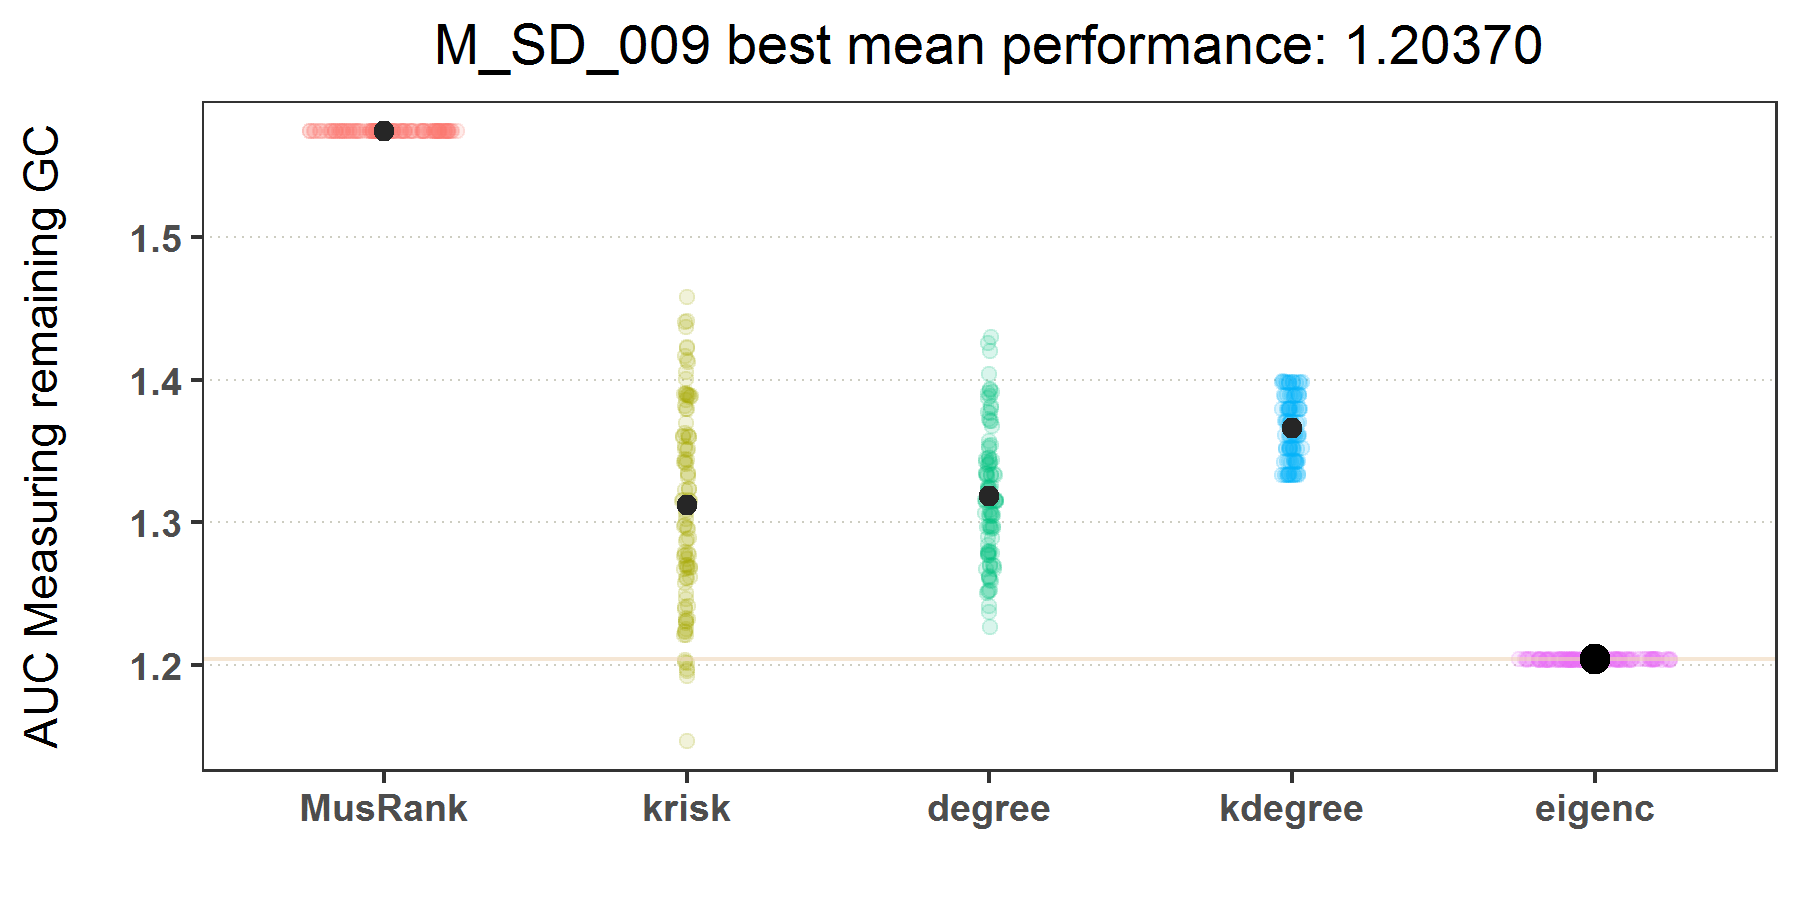 M_SD_009 best mean performance: 1.20370
AUC Measuring remaining GC
1.5
1.4
1.3
1.2
MusRank krisk degree kdegree eigenc